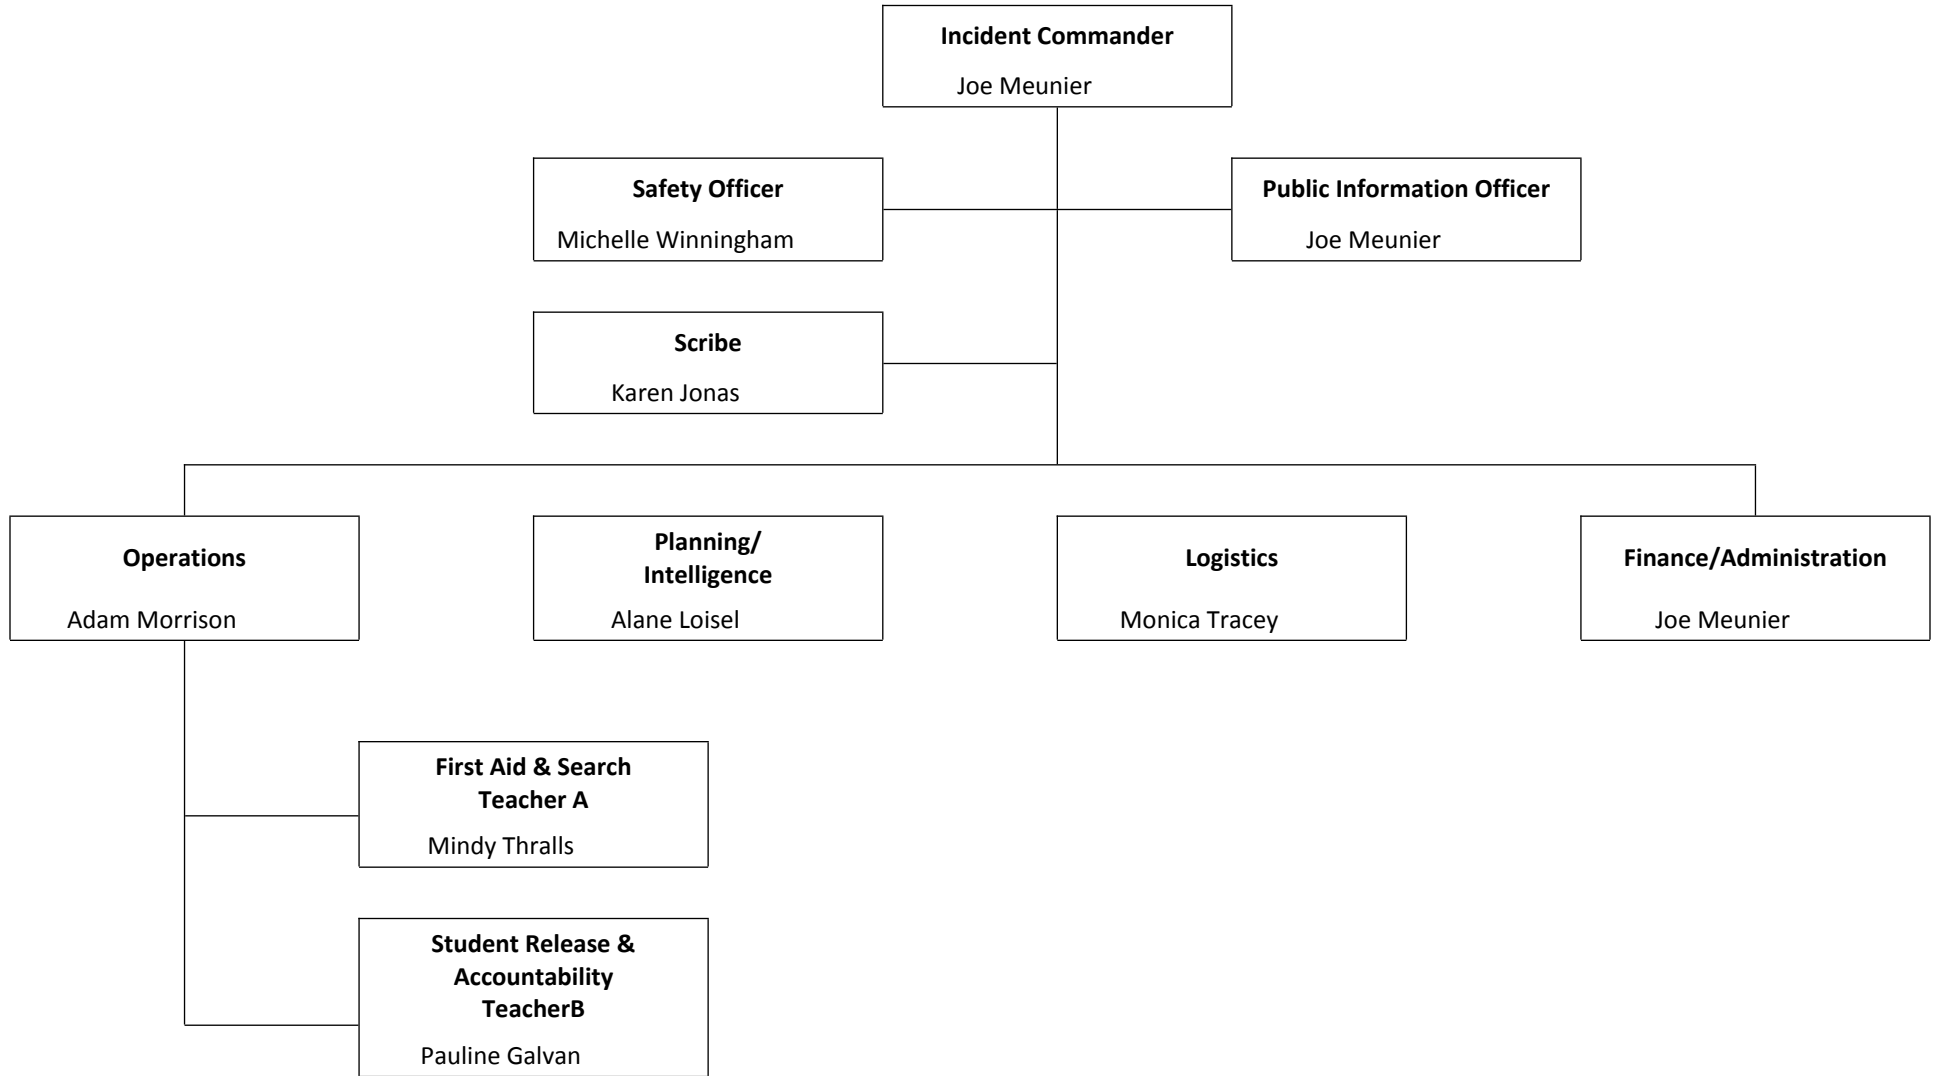 Incident Commander
Joe Meunier
Safety Officer
Michelle Winningham
Public Information Officer
Joe Meunier
Scribe
Karen Jonas
Operations
Adam Morrison
Planning/
Intelligence
Alane Loisel
Logistics
Monica Tracey
Finance/Administration
Joe Meunier
First Aid & Search
Teacher A
Mindy Thralls
Student Release &
Accountability
TeacherB
Pauline Galvan